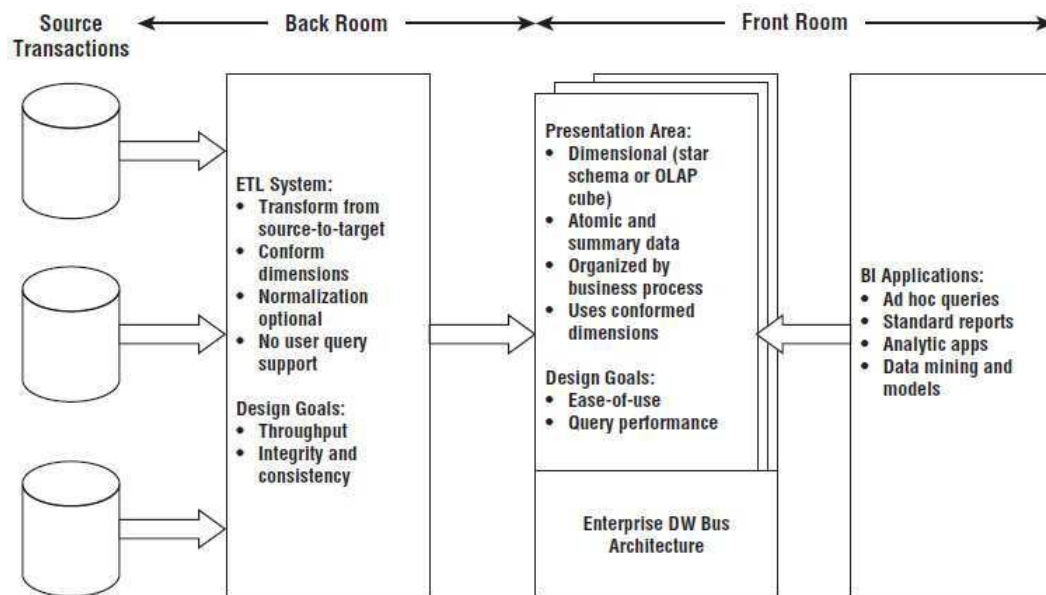 Source
Transactions
Back Room
Front Room
ETL System:
• Transform from
source-to-target
• Conform
dimensions
• Normalization
optional
• No user query
support
Design Goals:
• Throughput
• Integrity and
consistency
Presentation Area:
• Dimensional (star
schema or OLAP
cube)
• Atomic and
summary data
• Organized by
business process
• Uses conformed
dimensions
Design Goals:
• Ease-of-use
• Query performance
Enterprise DW Bus
Architecture
BI Applications:
• Ad hoc queries
• Standard reports
• Analytic apps
• Data mining and
models